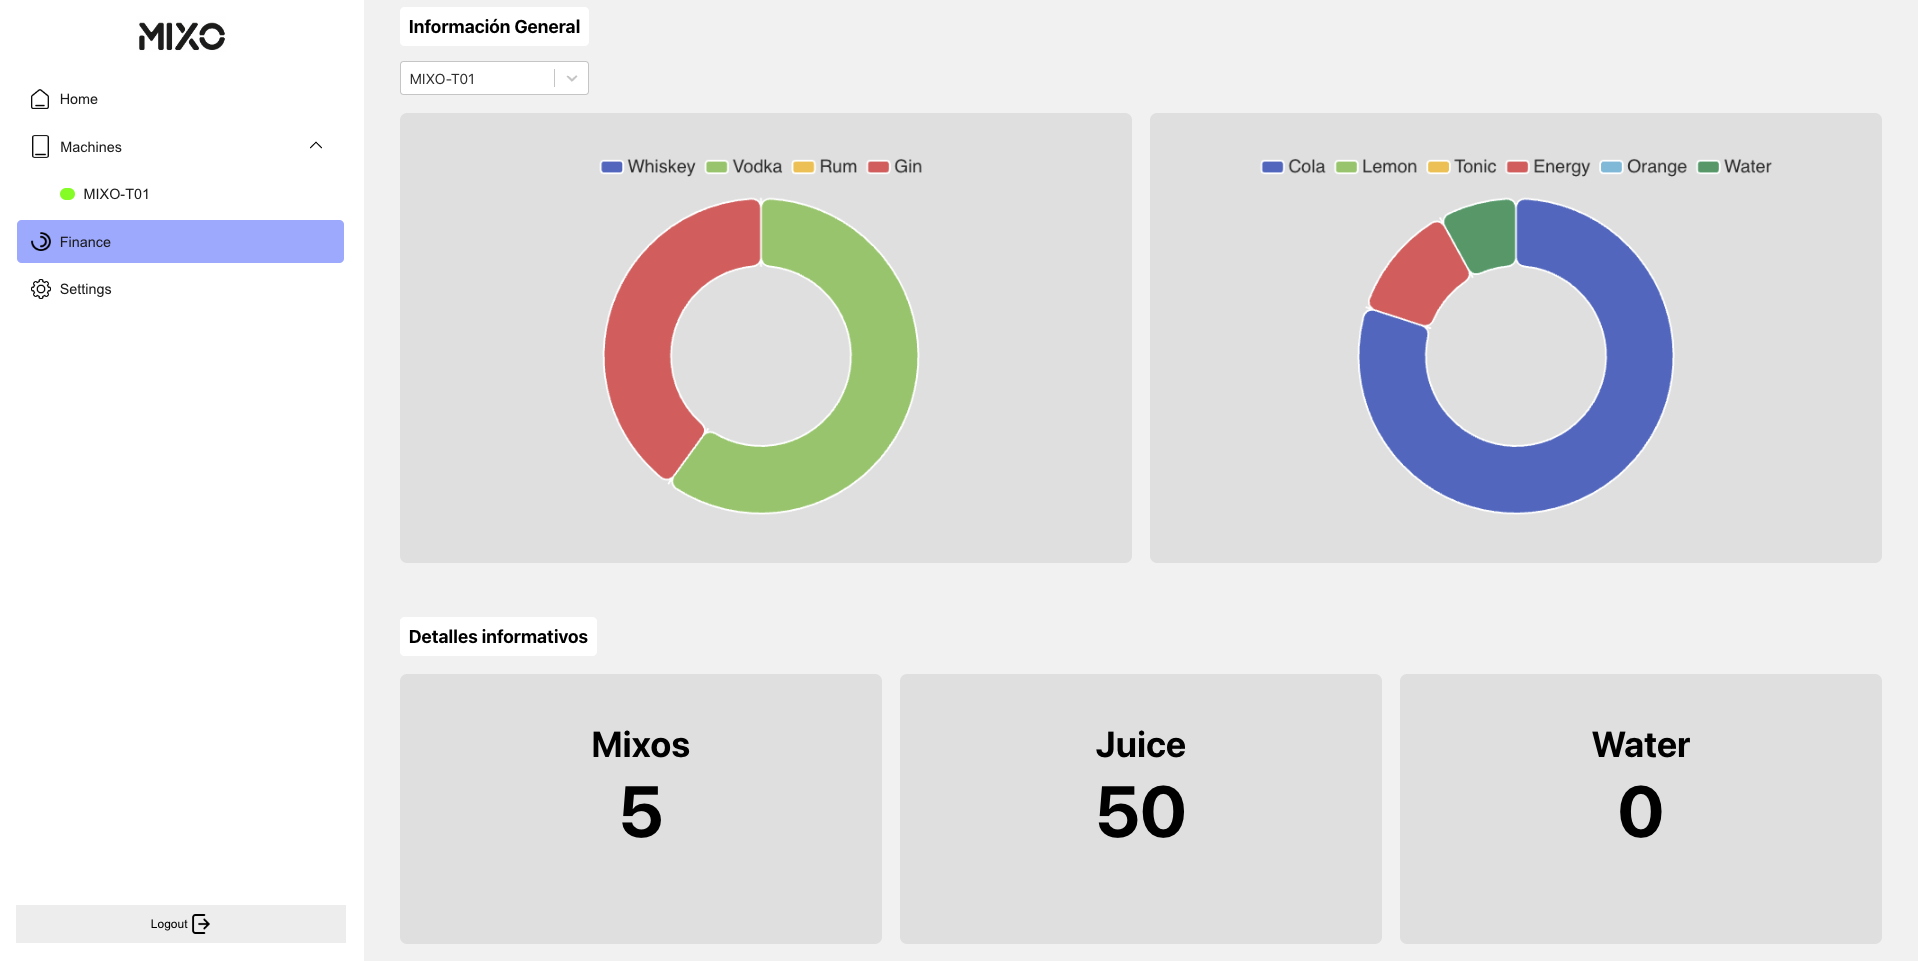 MIXO
Home
Machines
MIXO-T01
Finance
Settings
Logout
Información General
MIXO-T01
Whiskey Vodka Rum Gin
Cola Lemon Tonic Energy Orange Water
Detalles informativos
Mixos
5
Juice
50
Water
0